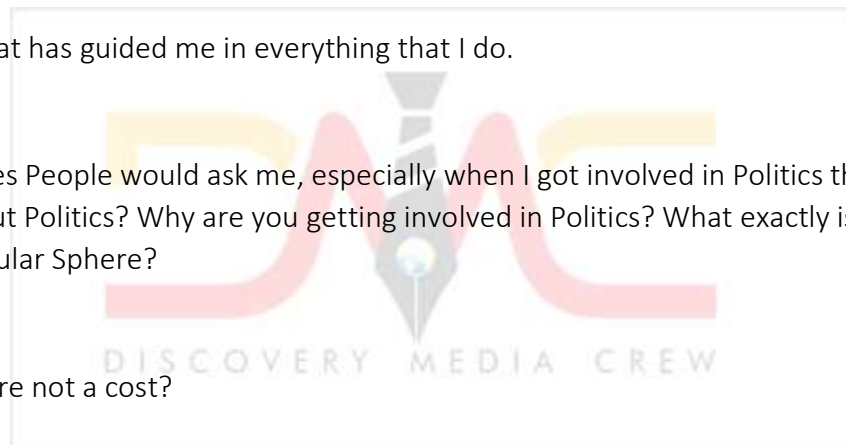 at has guided me in everything that I do.
es People would ask me, especially when I got involved in Politics th
ut Politics? Why are you getting involved in Politics? What exactly is
ular Sphere?
DMC
DISCOVERY MEDIA CREW
re not a cost?